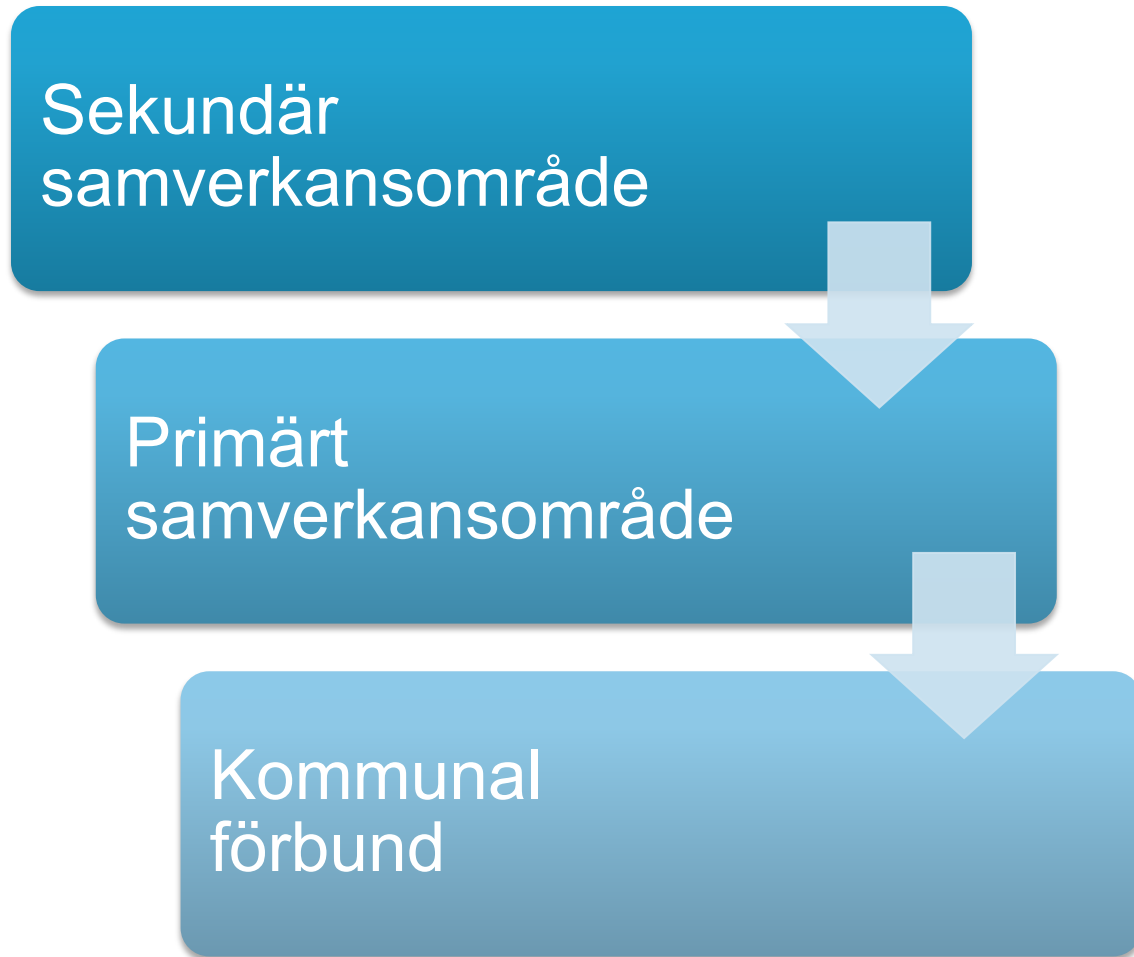 Sekundär
samverkansområde
Primärt
samverkansområde
Kommunal
förbund